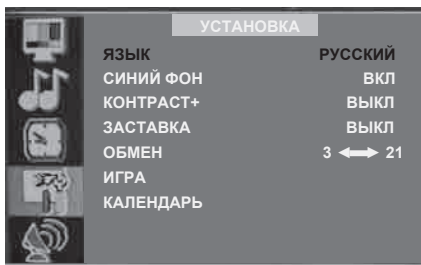 УСТАНОВКА
ЯЗЫК РУССКИЙ
СИНИЙ ФОН ВКЛ
КОНТРАСТ+ ВЫКЛ
ЗАСТАВКА ВЫКЛ
ОБМЕН 3 ⟷ 21
ИГРА
КАЛЕНДАРЬ